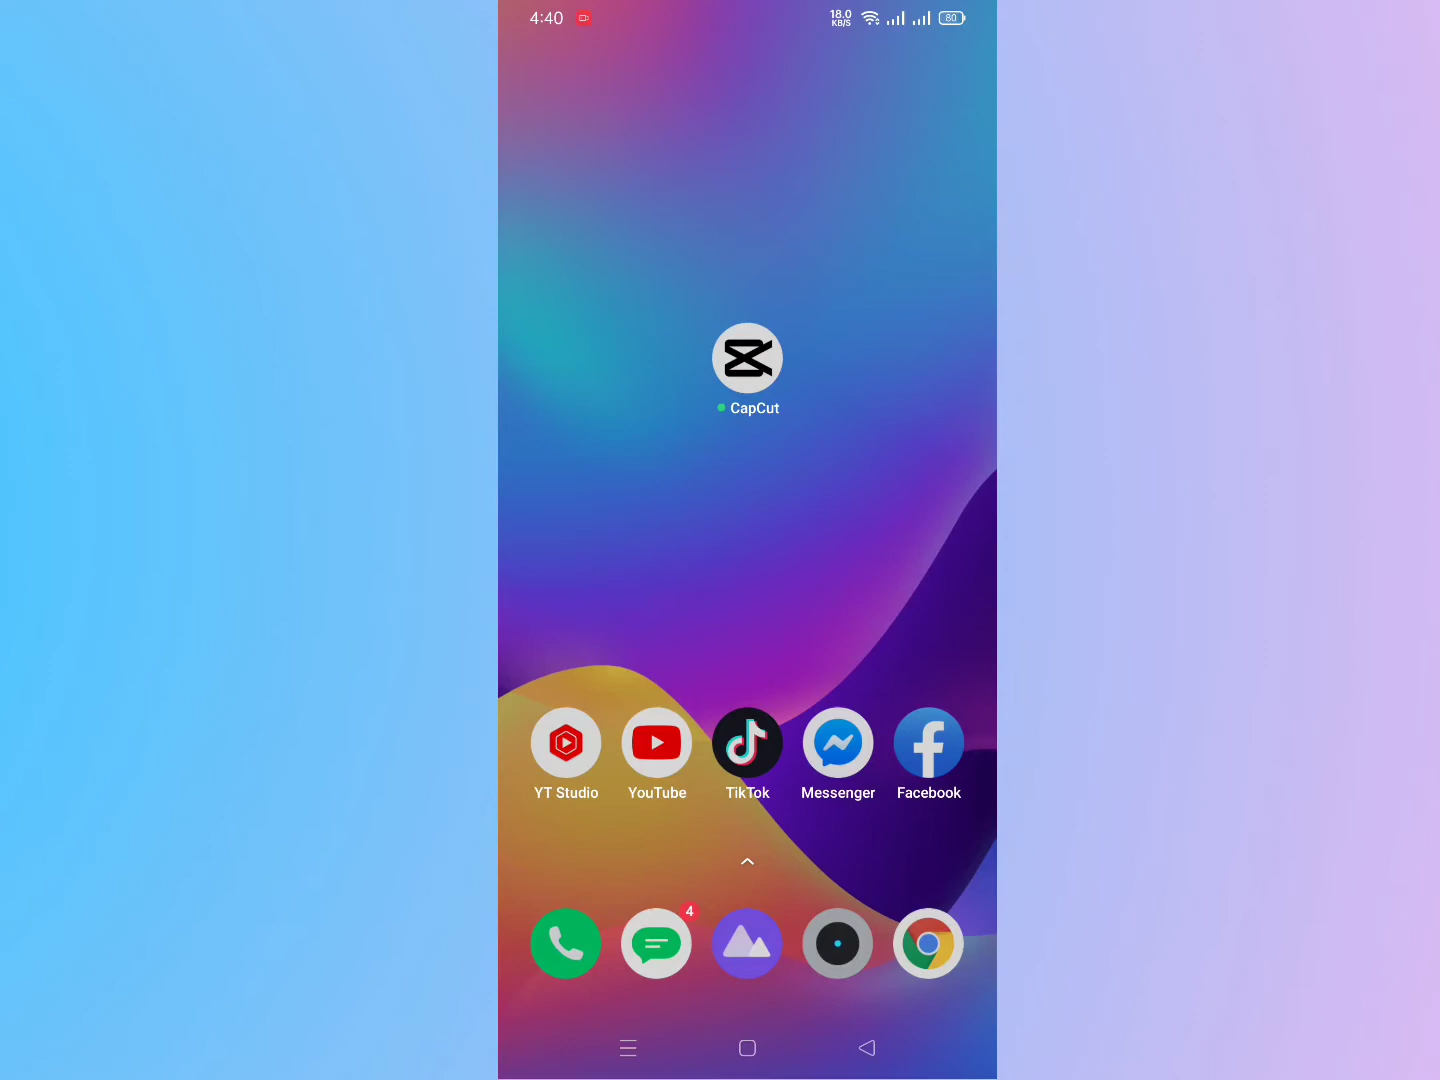 4:40
18.0
KB/S
80
CapCut
YT Studio
YouTube
TikTok
Messenger
Facebook
4